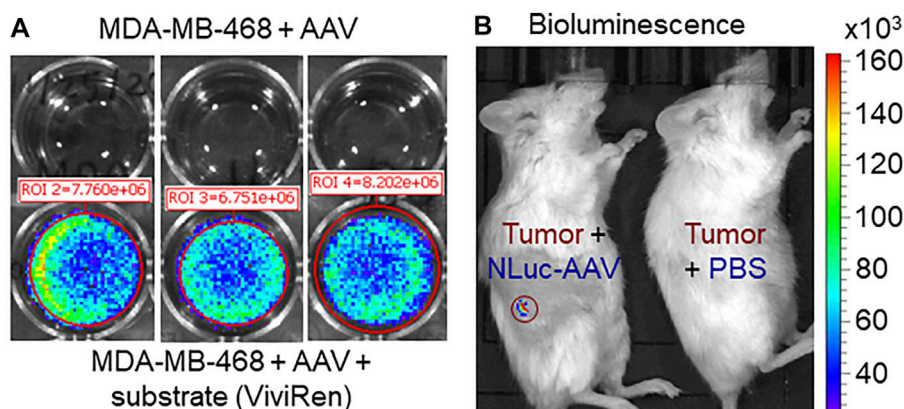 A
MDA-MB-468 + AAV
ROI 2=7.760e+06
ROI 3=6.751e+06
ROI 4=8.202e+06
MDA-MB-468 + AAV +
substrate (ViviRen)
B
Bioluminescence
Tumor +
NLuc-AAV
Tumor
+ PBS
x10³
160
140
120
100
80
60
40